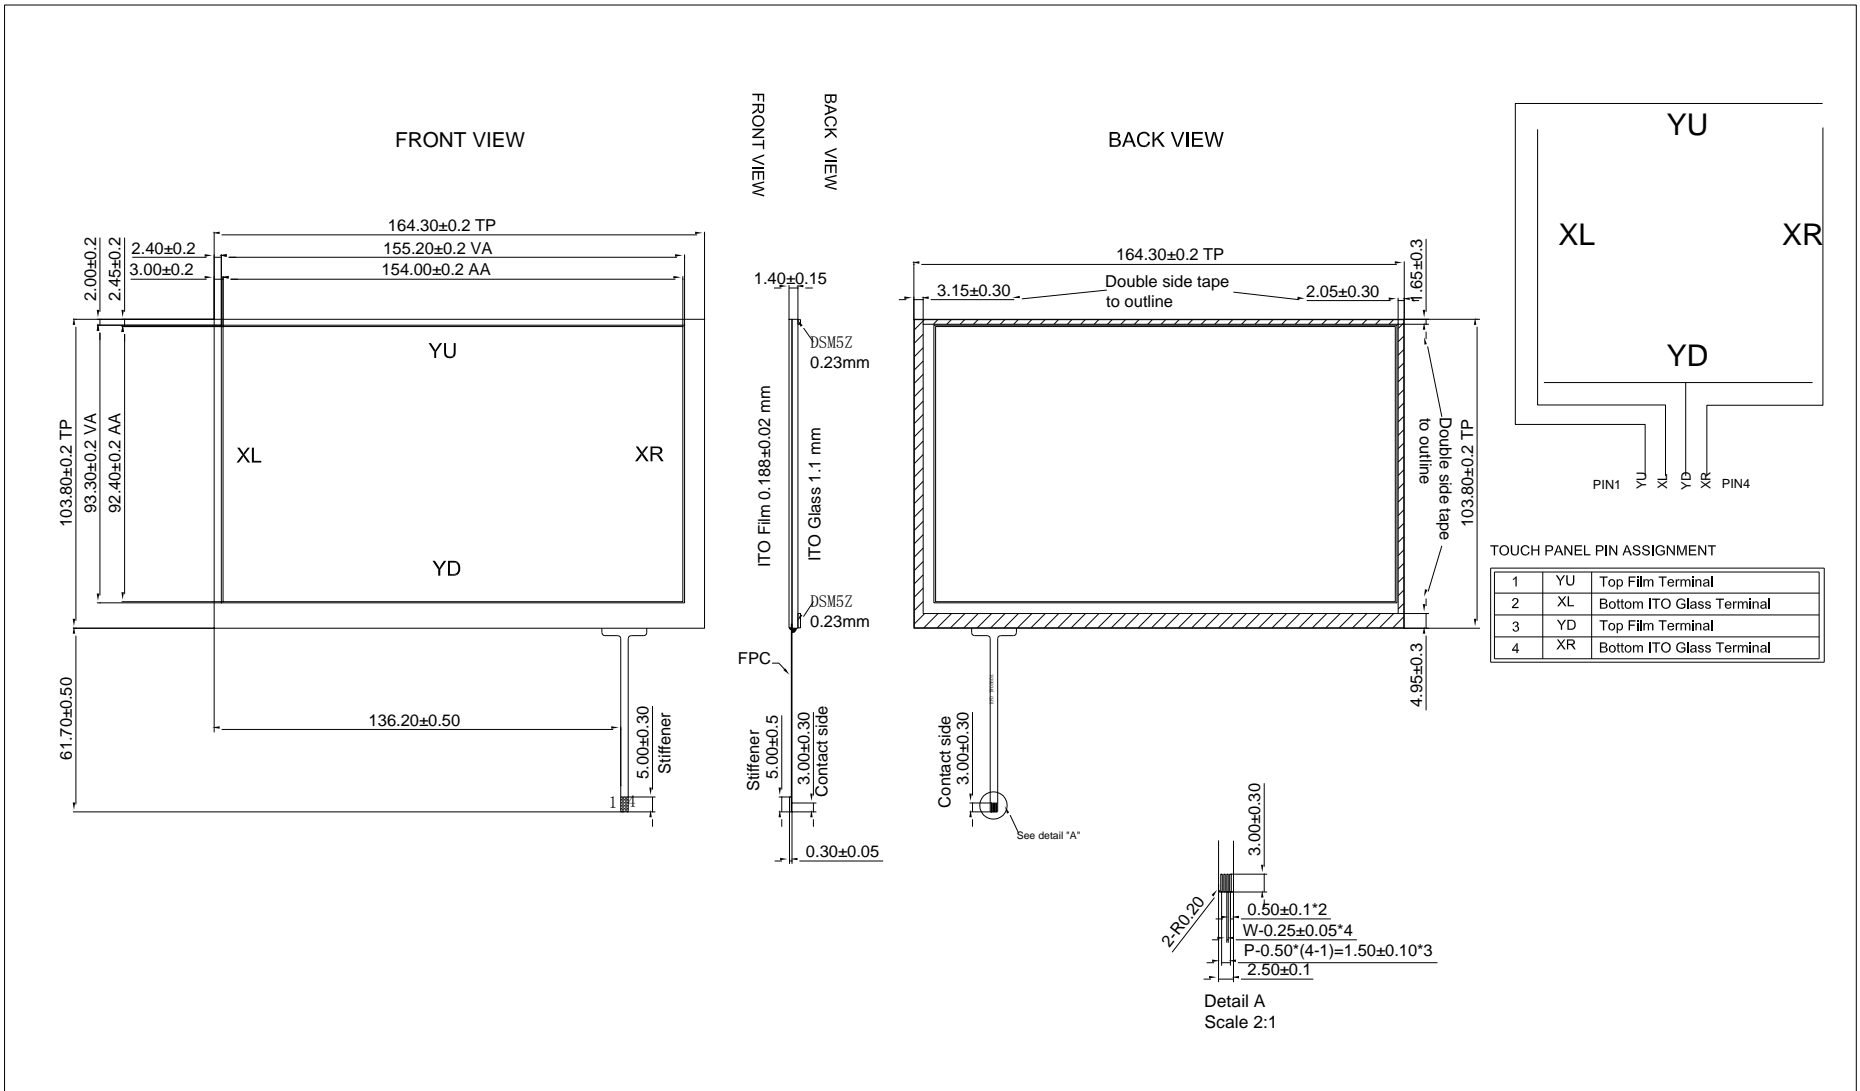 FRONT VIEW
164.30±0.2 TP
155.20±0.2 VA
154.00±0.2 AA
2.40±0.2
3.00±0.2
2.00±0.2
2.45±0.2
103.80±0.2 TP
93.30±0.2 VA
92.40±0.2 AA
YU
XL
XR
YD
61.70±0.50
136.20±0.50
1
4
5.00±0.30
Stiffener
FRONT VIEW
BACK VIEW
1.40±0.15
DSM5Z
0.23mm
ITO Film 0.188±0.02 mm
ITO Glass 1.1 mm
DSM5Z
0.23mm
FPC
Stiffener
5.00±0.5
3.00±0.30
Contact side
0.30±0.05
BACK VIEW
164.30±0.2 TP
3.15±0.30
Double side tape
to outline
2.05±0.30
1.65±0.3
Double side tape
to outline
103.80±0.2 TP
4.95±0.3
Contact side
3.00±0.30
See detail "A"
3.00±0.30
2-R0.20
0.50±0.1*2
W-0.25±0.05*4
P-0.50*(4-1)=1.50±0.10*3
2.50±0.1
Detail A
Scale 2:1
YU
XL
XR
YD
PIN1 YU XL YD XR PIN4
TOUCH PANEL PIN ASSIGNMENT
1 YU Top Film Terminal
2 XL Bottom ITO Glass Terminal
3 YD Top Film Terminal
4 XR Bottom ITO Glass Terminal